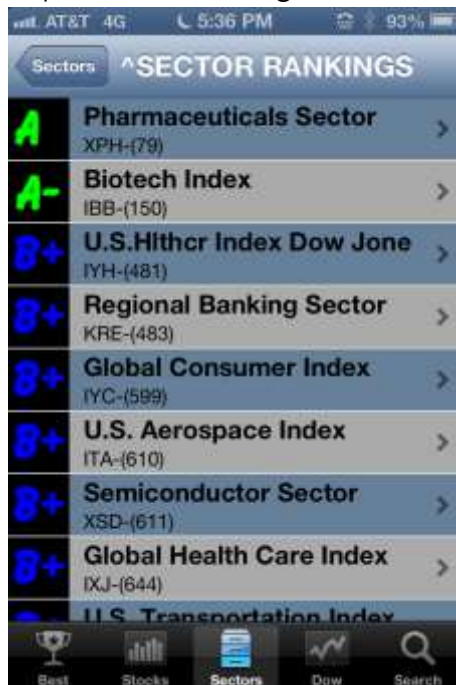 AT&T 4G 5:36 PM 93%
Sectors ^SECTOR RANKINGS
A Pharmaceuticals Sector
XPH-(79)
A- Biotech Index
IBB-(150)
B+ U.S.Hlthcr Index Dow Jone
IYH-(481)
B+ Regional Banking Sector
KRE-(483)
B+ Global Consumer Index
IYC-(599)
B+ U.S. Aerospace Index
ITA-(610)
B+ Semiconductor Sector
XSD-(611)
B+ Global Health Care Index
IXJ-(644)
U.S. Transportation Index
Best Stocks Sectors Dow Search